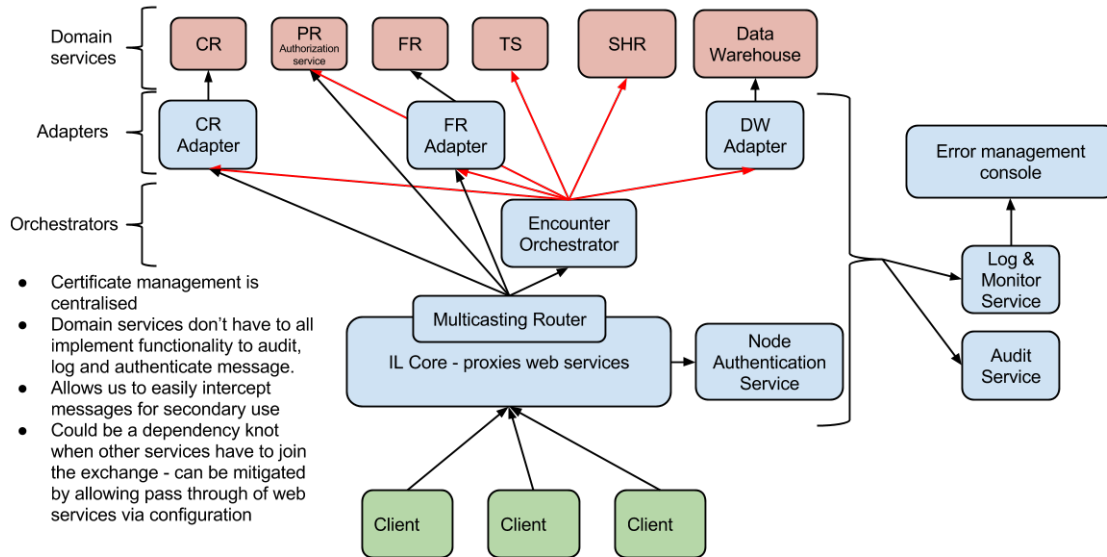 Domain
services
CR
PR
Authorization
service
FR
TS
SHR
Data
Warehouse
Adapters
CR
Adapter
FR
Adapter
DW
Adapter
Error management
console
Orchestrators
Encounter
Orchestrator
Log &
Monitor
Service
● Certificate management is
centralised
● Domain services don't have to all
implement functionality to audit,
log and authenticate message.
● Allows us to easily intercept
messages for secondary use
● Could be a dependency knot
when other services have to join
the exchange - can be mitigated
by allowing pass through of web
services via configuration
Multicasting Router
IL Core - proxies web services
Node
Authentication
Service
Audit
Service
Client
Client
Client